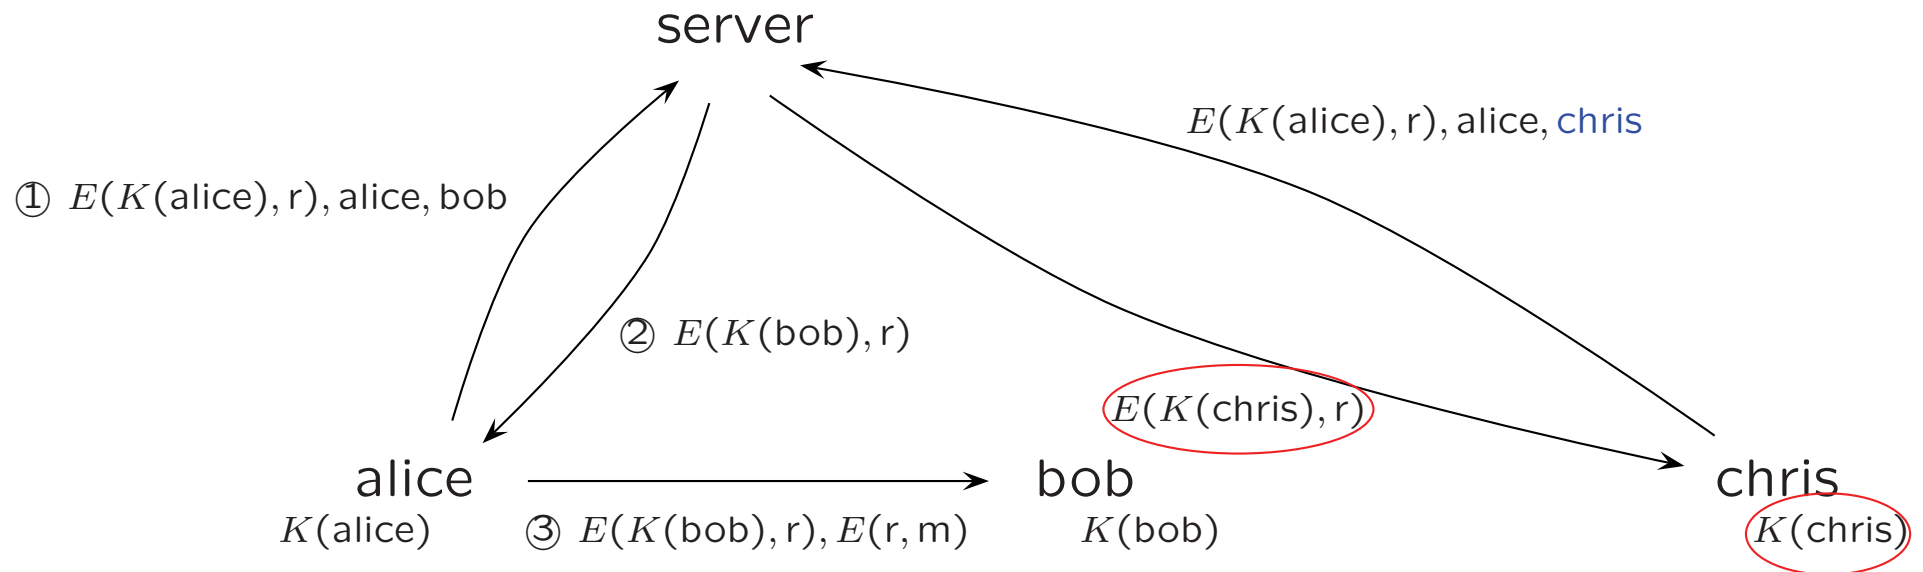 server
E(K(alice), r), alice, chris
① E(K(alice), r), alice, bob
② E(K(bob), r)
E(K(chris), r)
alice
bob
chris
K(alice)
③ E(K(bob), r), E(r, m)
K(bob)
K(chris)